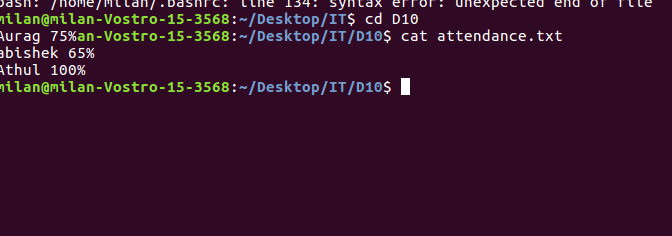 bash: /home/milan/.bashrc: line 134: syntax error: unexpected end of file
milan@milan-Vostro-15-3568:~/Desktop/IT$ cd D10
Aurag 75%an-Vostro-15-3568:~/Desktop/IT/D10$ cat attendance.txt
abishek 65%
Athul 100%
milan@milan-Vostro-15-3568:~/Desktop/IT/D10$